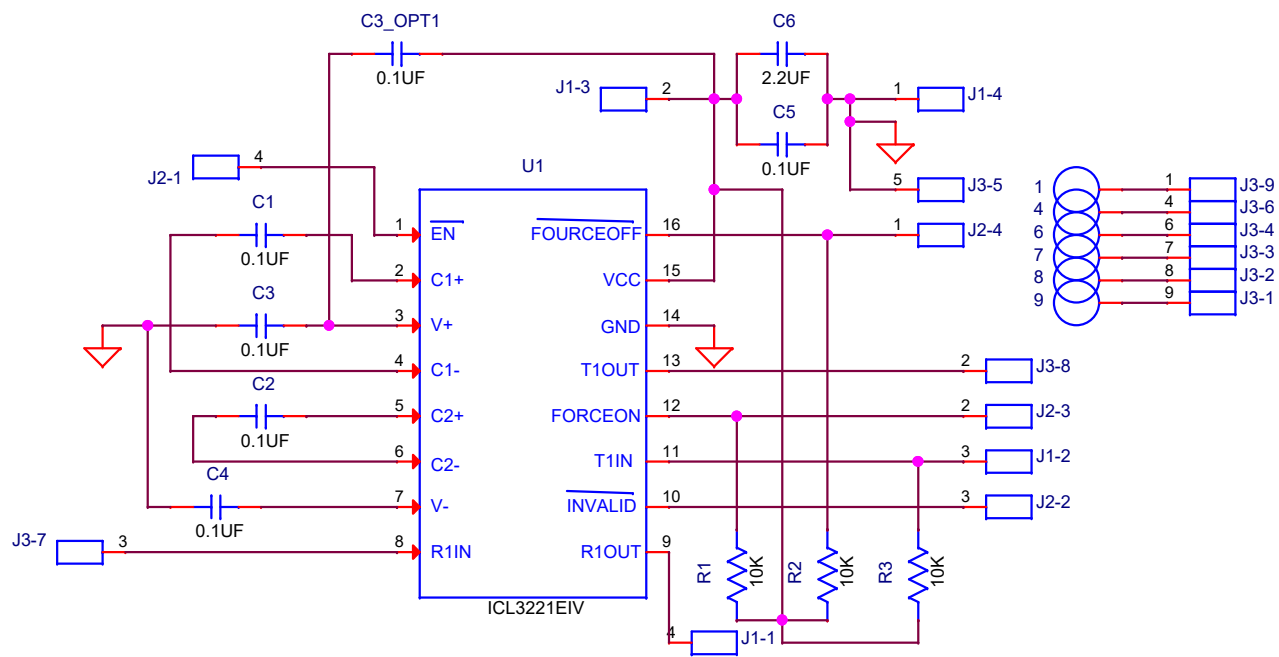 C3_OPT1
0.1UF
C6
2.2UF
J1-3
2
C5
0.1UF
1
J1-4
5
J3-5
J2-1
4
U1
C1
0.1UF
C3
0.1UF
C2
0.1UF
C4
0.1UF
J3-7
3
1 EN
2 C1+
3 V+
4 C1-
5 C2+
6 C2-
7 V-
8 R1IN
FOURCEOFF 16
VCC 15
GND 14
T1OUT 13
FORCEON 12
T1IN 11
INVALID 10
R1OUT 9
ICL3221EIV
1
J2-4
2
J3-8
2
J2-3
3
J1-2
3
J2-2
R1
10K
R2
10K
R3
10K
4
J1-1
1 1 J3-9
4 4 J3-6
6 6 J3-4
7 7 J3-3
8 8 J3-2
9 9 J3-1